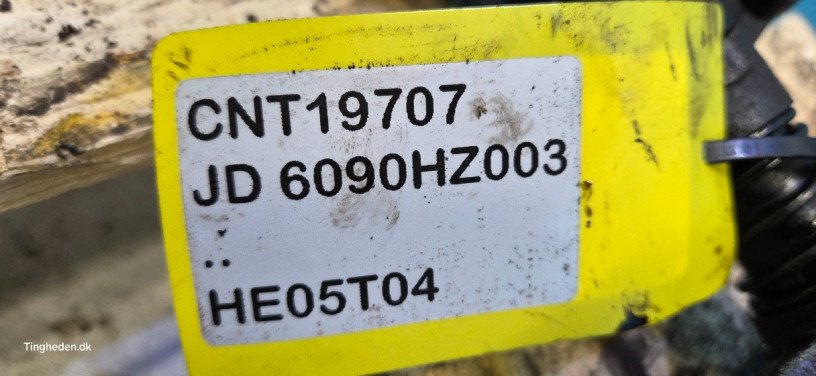 CNT19707
JD 6090HZ003
:
:
HE05T04
Tingheden.dk